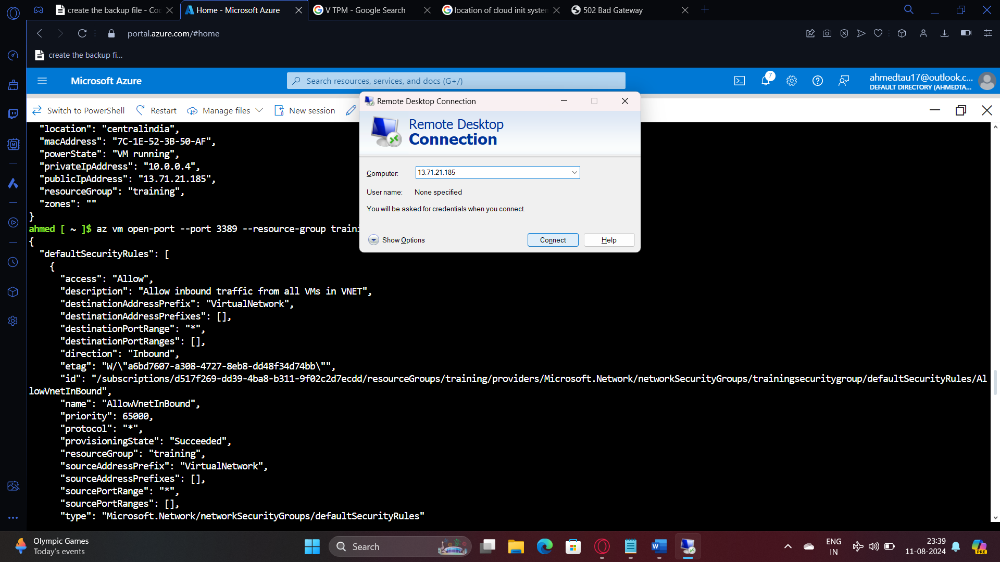 create the backup file - Coo
Home - Microsoft Azure
V TPM - Google Search
location of cloud init system
502 Bad Gateway
portal.azure.com/#home
create the backup fi...
Microsoft Azure
Search resources, services, and docs (G+/)
7
ahmedtau17@outlook.c...
DEFAULT DIRECTORY (AHMEDTA...
Switch to PowerShell
Restart
Manage files
New session
"location": "centralindia",
"macAddress": "7C-1E-52-3B-50-AF",
"powerState": "VM running",
"privateIpAddress": "10.0.0.4",
"publicIpAddress": "13.71.21.185",
"resourceGroup": "training",
"zones": ""
}
ahmed [ ~ ]$ az vm open-port --port 3389 --resource-group traini
{
"defaultSecurityRules": [
{
"access": "Allow",
"description": "Allow inbound traffic from all VMs in VNET",
"destinationAddressPrefix": "VirtualNetwork",
"destinationAddressPrefixes": [],
"destinationPortRange": "*",
"destinationPortRanges": [],
"direction": "Inbound",
"etag": "W/\"a6bd7607-a308-4727-8eb8-dd48f34d74bb\"",
"id": "/subscriptions/d517f269-dd39-4ba8-b311-9f02c2d7ecdd/resourceGroups/training/providers/Microsoft.Network/networkSecurityGroups/trainingsecuritygroup/defaultSecurityRules/Al
lowVnetInBound",
"name": "AllowVnetInBound",
"priority": 65000,
"protocol": "*",
"provisioningState": "Succeeded",
"resourceGroup": "training",
"sourceAddressPrefix": "VirtualNetwork",
"sourceAddressPrefixes": [],
"sourcePortRange": "*",
"sourcePortRanges": [],
"type": "Microsoft.Network/networkSecurityGroups/defaultSecurityRules"
Remote Desktop Connection
Remote Desktop
Connection
Computer:
13.71.21.185
User name:
None specified
You will be asked for credentials when you connect.
Show Options
Connect
Help
Olympic Games
Today's events
Search
W
ENG
IN
23:39
11-08-2024
PRE